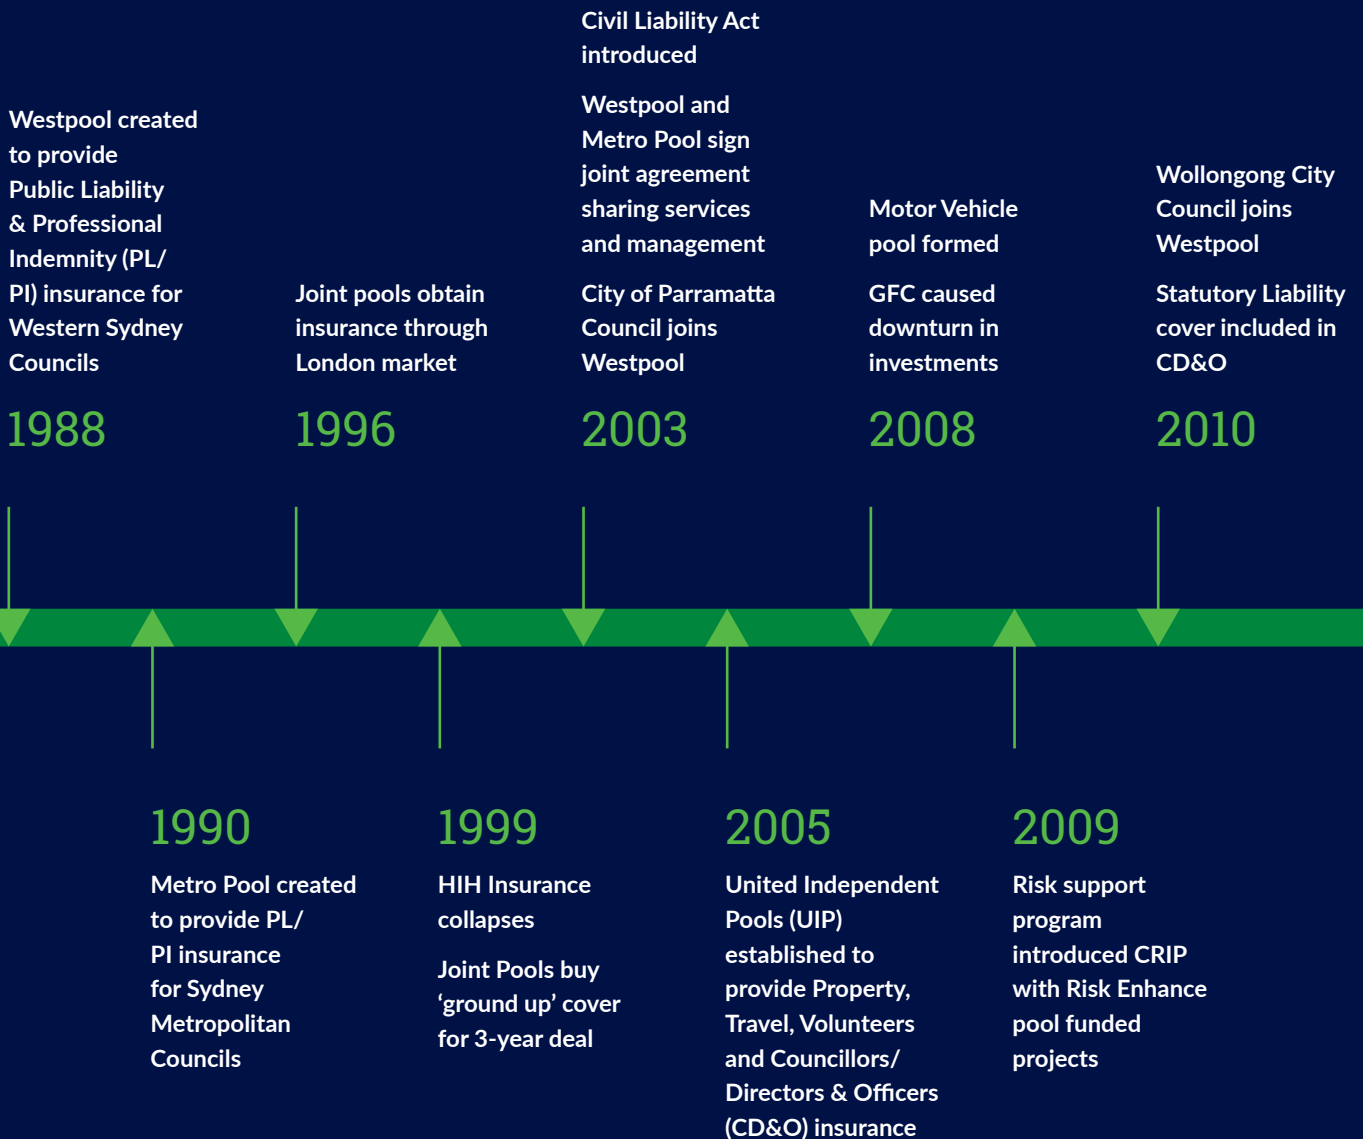 Westpool created
to provide
Public Liability
& Professional
Indemnity (PL/
PI) insurance for
Western Sydney
Councils
1988
Joint pools obtain
insurance through
London market
1996
Civil Liability Act
introduced
Westpool and
Metro Pool sign
joint agreement
sharing services
and management
City of Parramatta
Council joins
Westpool
2003
Motor Vehicle
pool formed
GFC caused
downturn in
investments
2008
Wollongong City
Council joins
Westpool
Statutory Liability
cover included in
CD&O
2010
1990
Metro Pool created
to provide PL/
PI insurance
for Sydney
Metropolitan
Councils
1999
HIH Insurance
collapses
Joint Pools buy
‘ground up’ cover
for 3-year deal
2005
United Independent
Pools (UIP)
established to
provide Property,
Travel, Volunteers
and Councillors/
Directors & Officers
(CD&O) insurance
2009
Risk support
program
introduced CRIP
with Risk Enhance
pool funded
projects